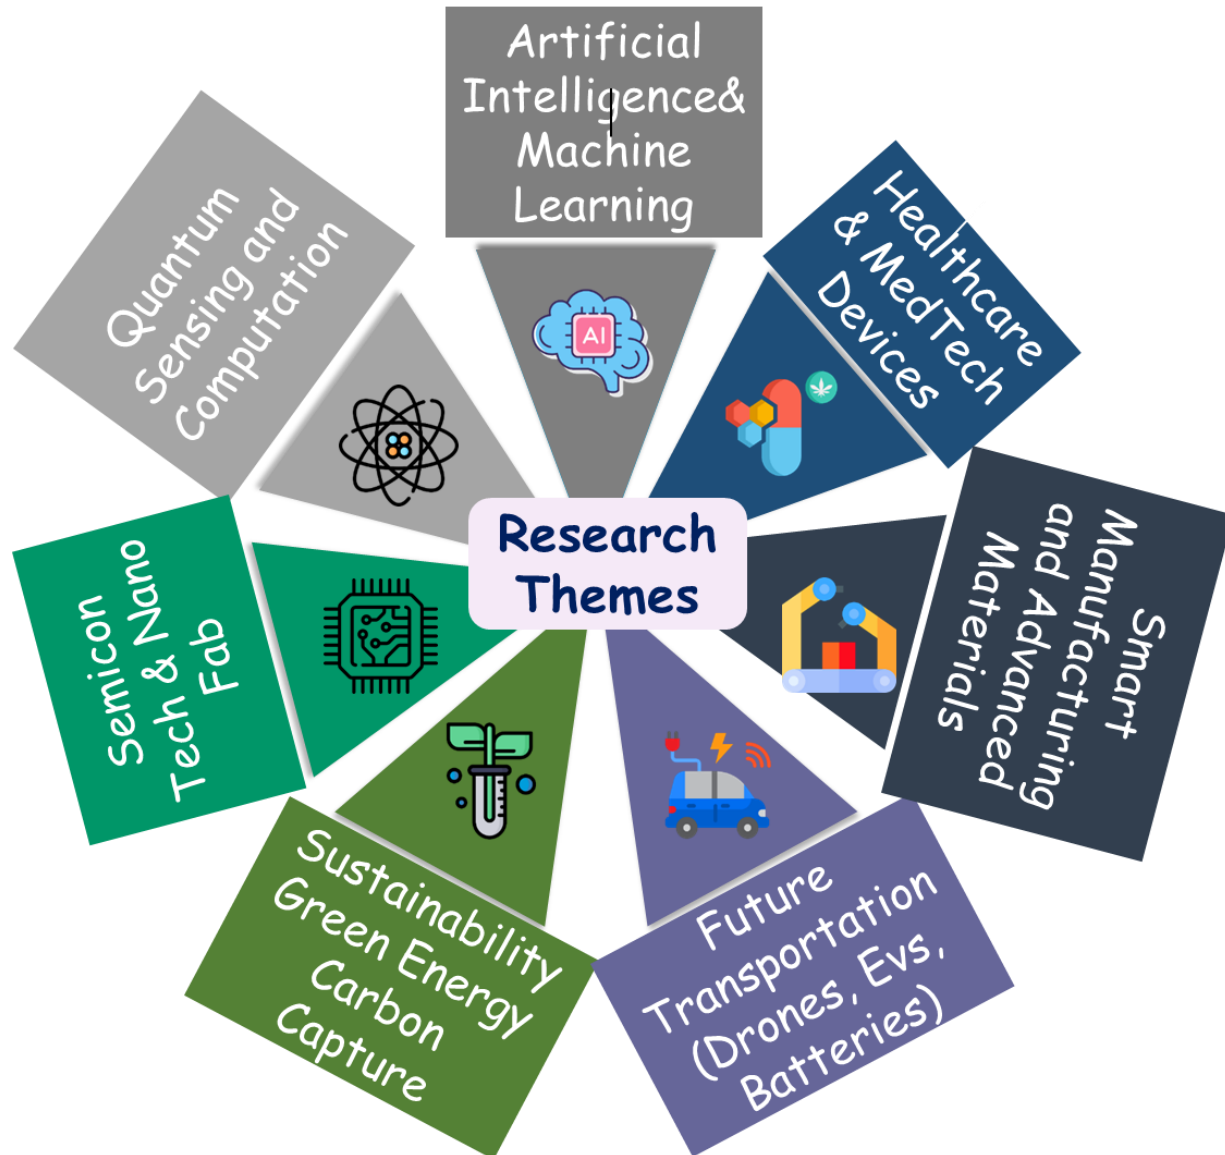 Artificial
Intelligence&
Machine
Learning
Healthcare
& MedTech
Devices
Smart
Manufacturing
and Advanced
Materials
Future
Transportation
(Drones, Evs,
Batteries)
Sustainability
Green Energy
Carbon
Capture
Semicon
Tech & Nano
Fab
Quantum
Sensing and
Computation
AI
Research
Themes